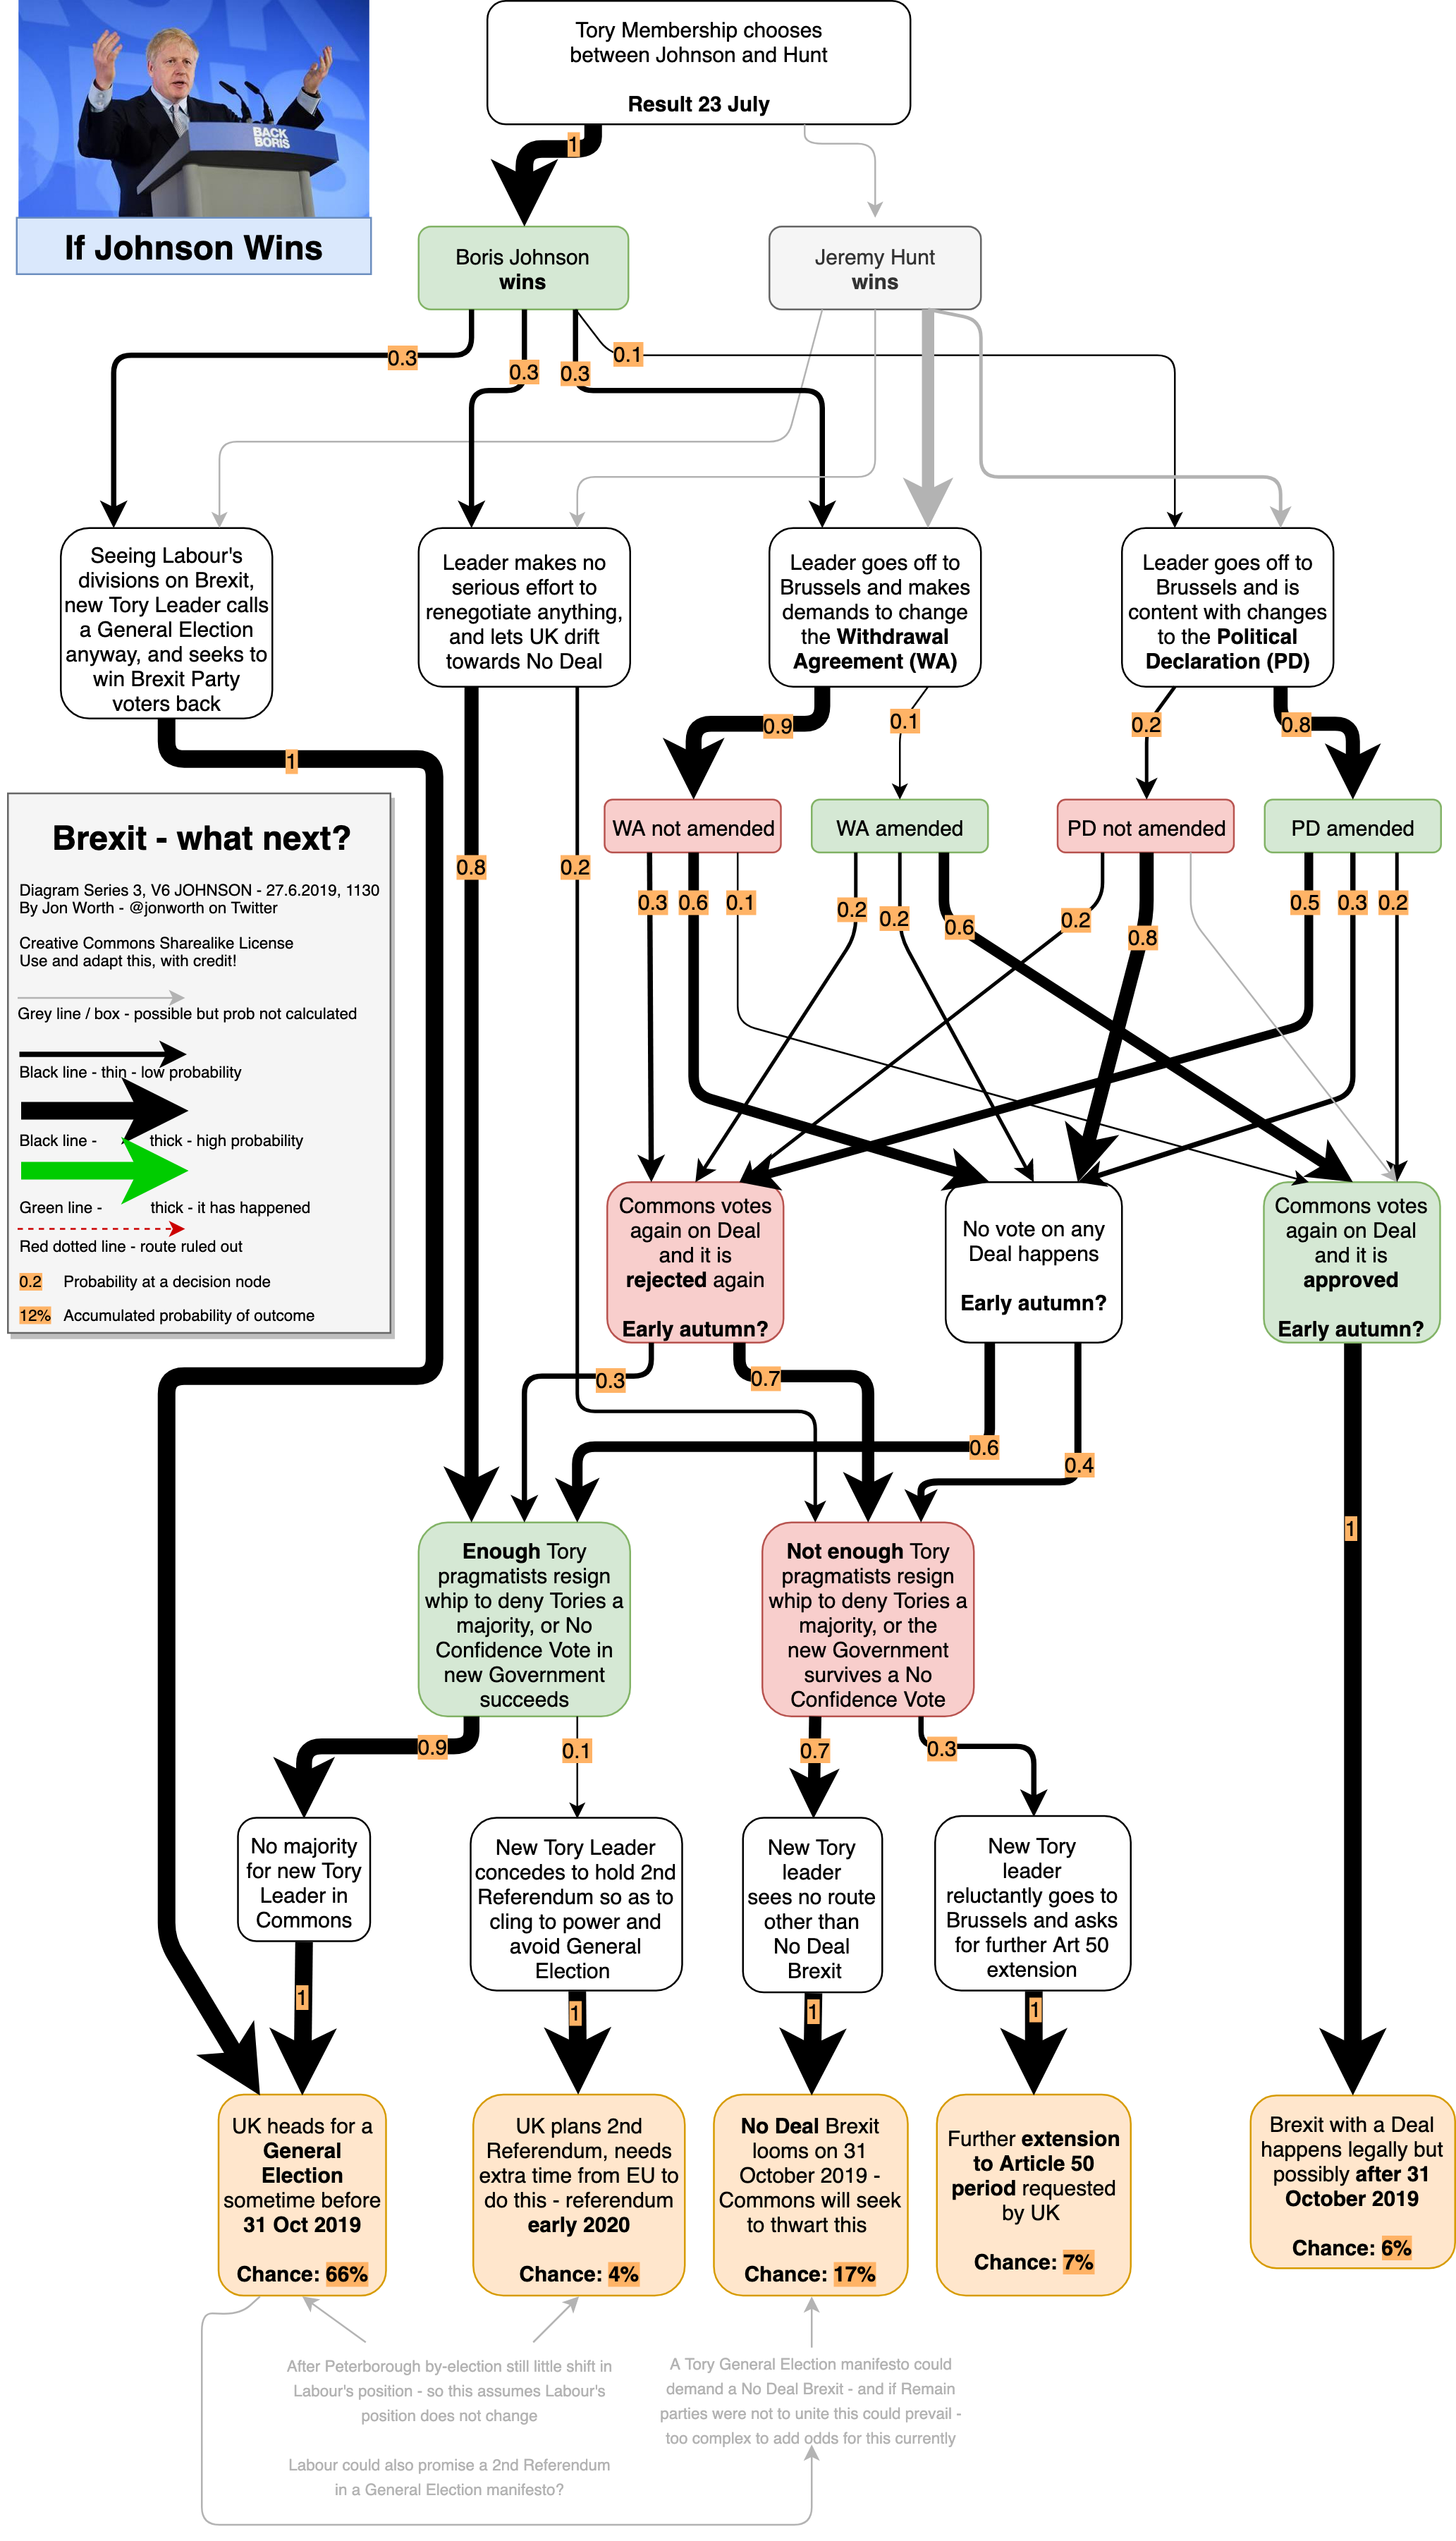 Tory Membership chooses
between Johnson and Hunt
Result 23 July
BACK
BORIS
If Johnson Wins
1
Boris Johnson
wins
Jeremy Hunt
wins
0.3
0.3
0.3
0.1
Seeing Labour's
divisions on Brexit,
new Tory Leader calls
a General Election
anyway, and seeks to
win Brexit Party
voters back
Leader makes no
serious effort to
renegotiate anything,
and lets UK drift
towards No Deal
Leader goes off to
Brussels and makes
demands to change
the Withdrawal
Agreement (WA)
Leader goes off to
Brussels and is
content with changes
to the Political
Declaration (PD)
1
0.9
0.1
0.2
0.8
WA not amended
WA amended
PD not amended
PD amended
Brexit - what next?
Diagram Series 3, V6 JOHNSON - 27.6.2019, 1130
By Jon Worth - @jonworth on Twitter
Creative Commons Sharealike License
Use and adapt this, with credit!
Grey line / box - possible but prob not calculated
Black line - thin - low probability
Black line - thick - high probability
Green line - thick - it has happened
Red dotted line - route ruled out
0.2 Probability at a decision node
12% Accumulated probability of outcome
0.8
0.2
0.3
0.6
0.1
0.2
0.2
0.6
0.2
0.8
0.5
0.3
0.2
Commons votes
again on Deal
and it is
rejected again
Early autumn?
No vote on any
Deal happens
Early autumn?
Commons votes
again on Deal
and it is
approved
Early autumn?
0.3
0.7
0.6
0.4
1
Enough Tory
pragmatists resign
whip to deny Tories a
majority, or No
Confidence Vote in
new Government
succeeds
Not enough Tory
pragmatists resign
whip to deny Tories a
majority, or the
new Government
survives a No
Confidence Vote
0.9
0.1
0.7
0.3
No majority
for new Tory
Leader in
Commons
New Tory Leader
concedes to hold 2nd
Referendum so as to
cling to power and
avoid General
Election
New Tory
leader
sees no route
other than
No Deal
Brexit
New Tory
leader
reluctantly goes to
Brussels and asks
for further Art 50
extension
1
1
1
1
UK heads for a
General
Election
sometime before
31 Oct 2019
Chance: 66%
UK plans 2nd
Referendum, needs
extra time from EU to
do this - referendum
early 2020
Chance: 4%
No Deal Brexit
looms on 31
October 2019 -
Commons will seek
to thwart this
Chance: 17%
Further extension
to Article 50
period requested
by UK
Chance: 7%
Brexit with a Deal
happens legally but
possibly after 31
October 2019
Chance: 6%
After Peterborough by-election still little shift in
Labour's position - so this assumes Labour's
position does not change
Labour could also promise a 2nd Referendum
in a General Election manifesto?
A Tory General Election manifesto could
demand a No Deal Brexit - and if Remain
parties were not to unite this could prevail -
too complex to add odds for this currently